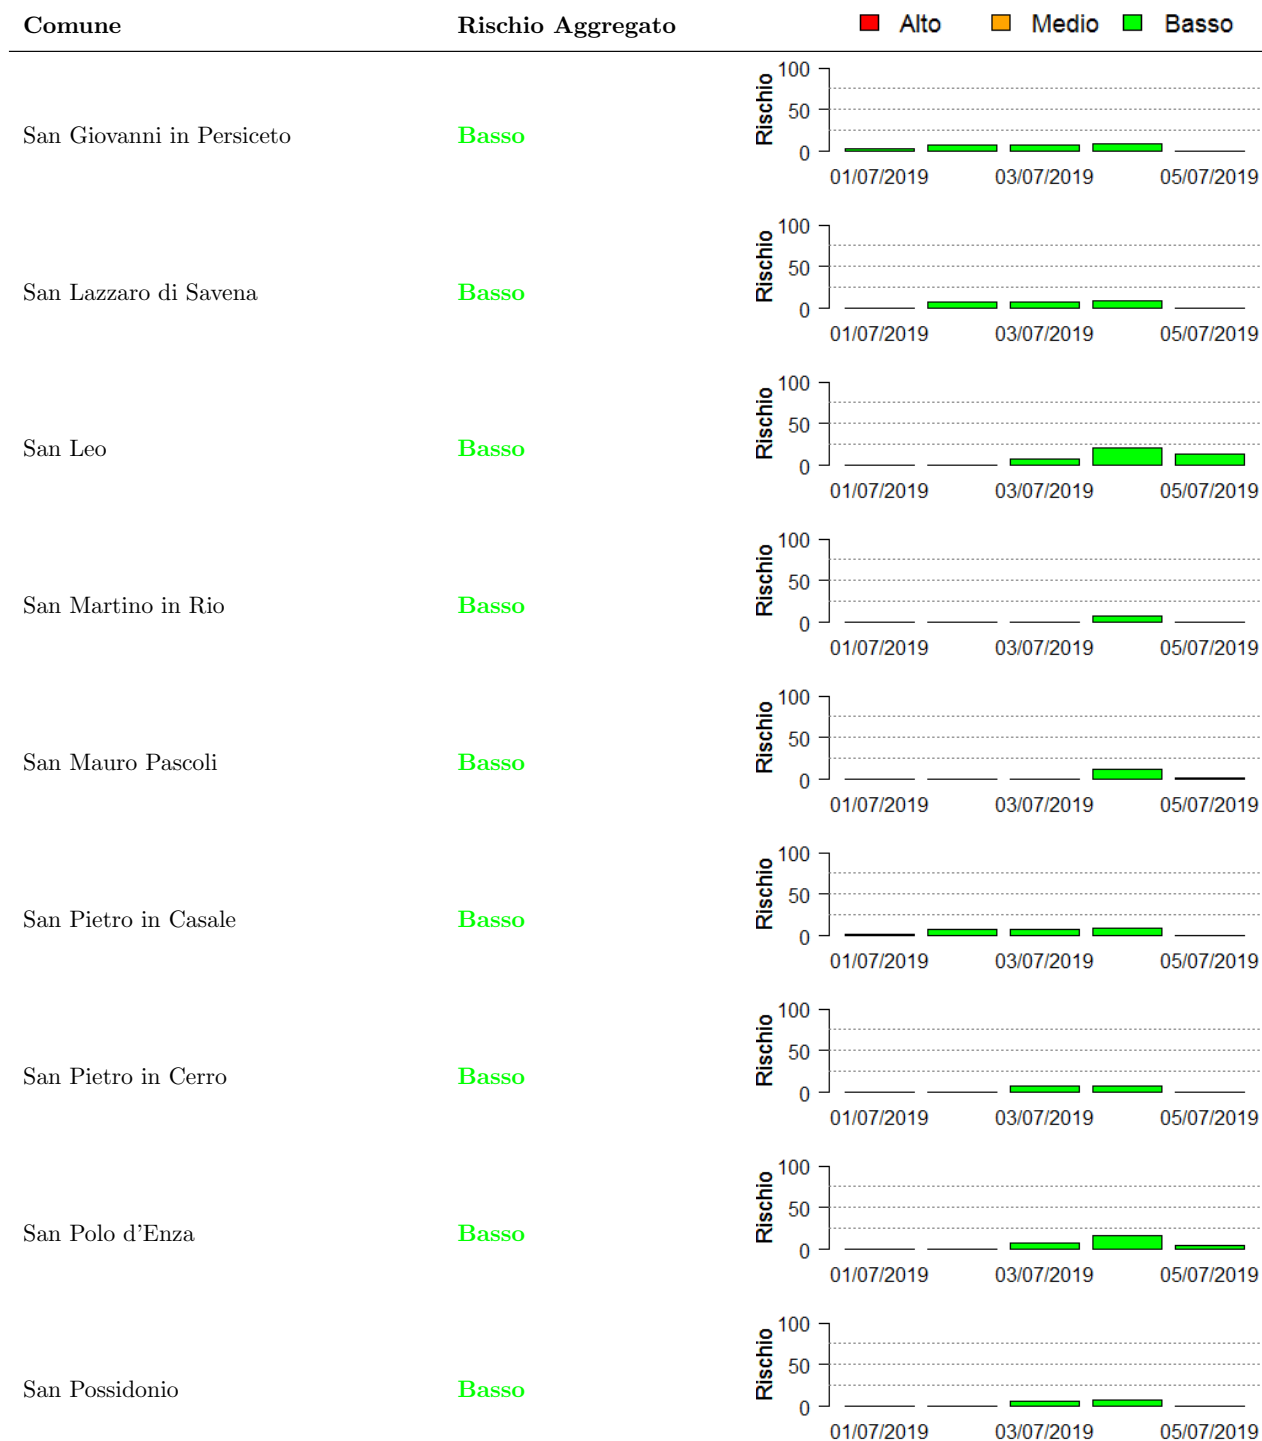 Comune Rischio Aggregato Alto Medio Basso
100
50
0
Rischio
San Giovanni in Persiceto Basso
01/07/2019 03/07/2019 05/07/2019
100
50
0
Rischio
San Lazzaro di Savena Basso
01/07/2019 03/07/2019 05/07/2019
100
50
0
Rischio
San Leo Basso
01/07/2019 03/07/2019 05/07/2019
100
50
0
Rischio
San Martino in Rio Basso
01/07/2019 03/07/2019 05/07/2019
100
50
0
Rischio
San Mauro Pascoli Basso
01/07/2019 03/07/2019 05/07/2019
100
50
0
Rischio
San Pietro in Casale Basso
01/07/2019 03/07/2019 05/07/2019
100
50
0
Rischio
San Pietro in Cerro Basso
01/07/2019 03/07/2019 05/07/2019
100
50
0
Rischio
San Polo d'Enza Basso
01/07/2019 03/07/2019 05/07/2019
100
50
0
Rischio
San Possidonio Basso
01/07/2019 03/07/2019 05/07/2019